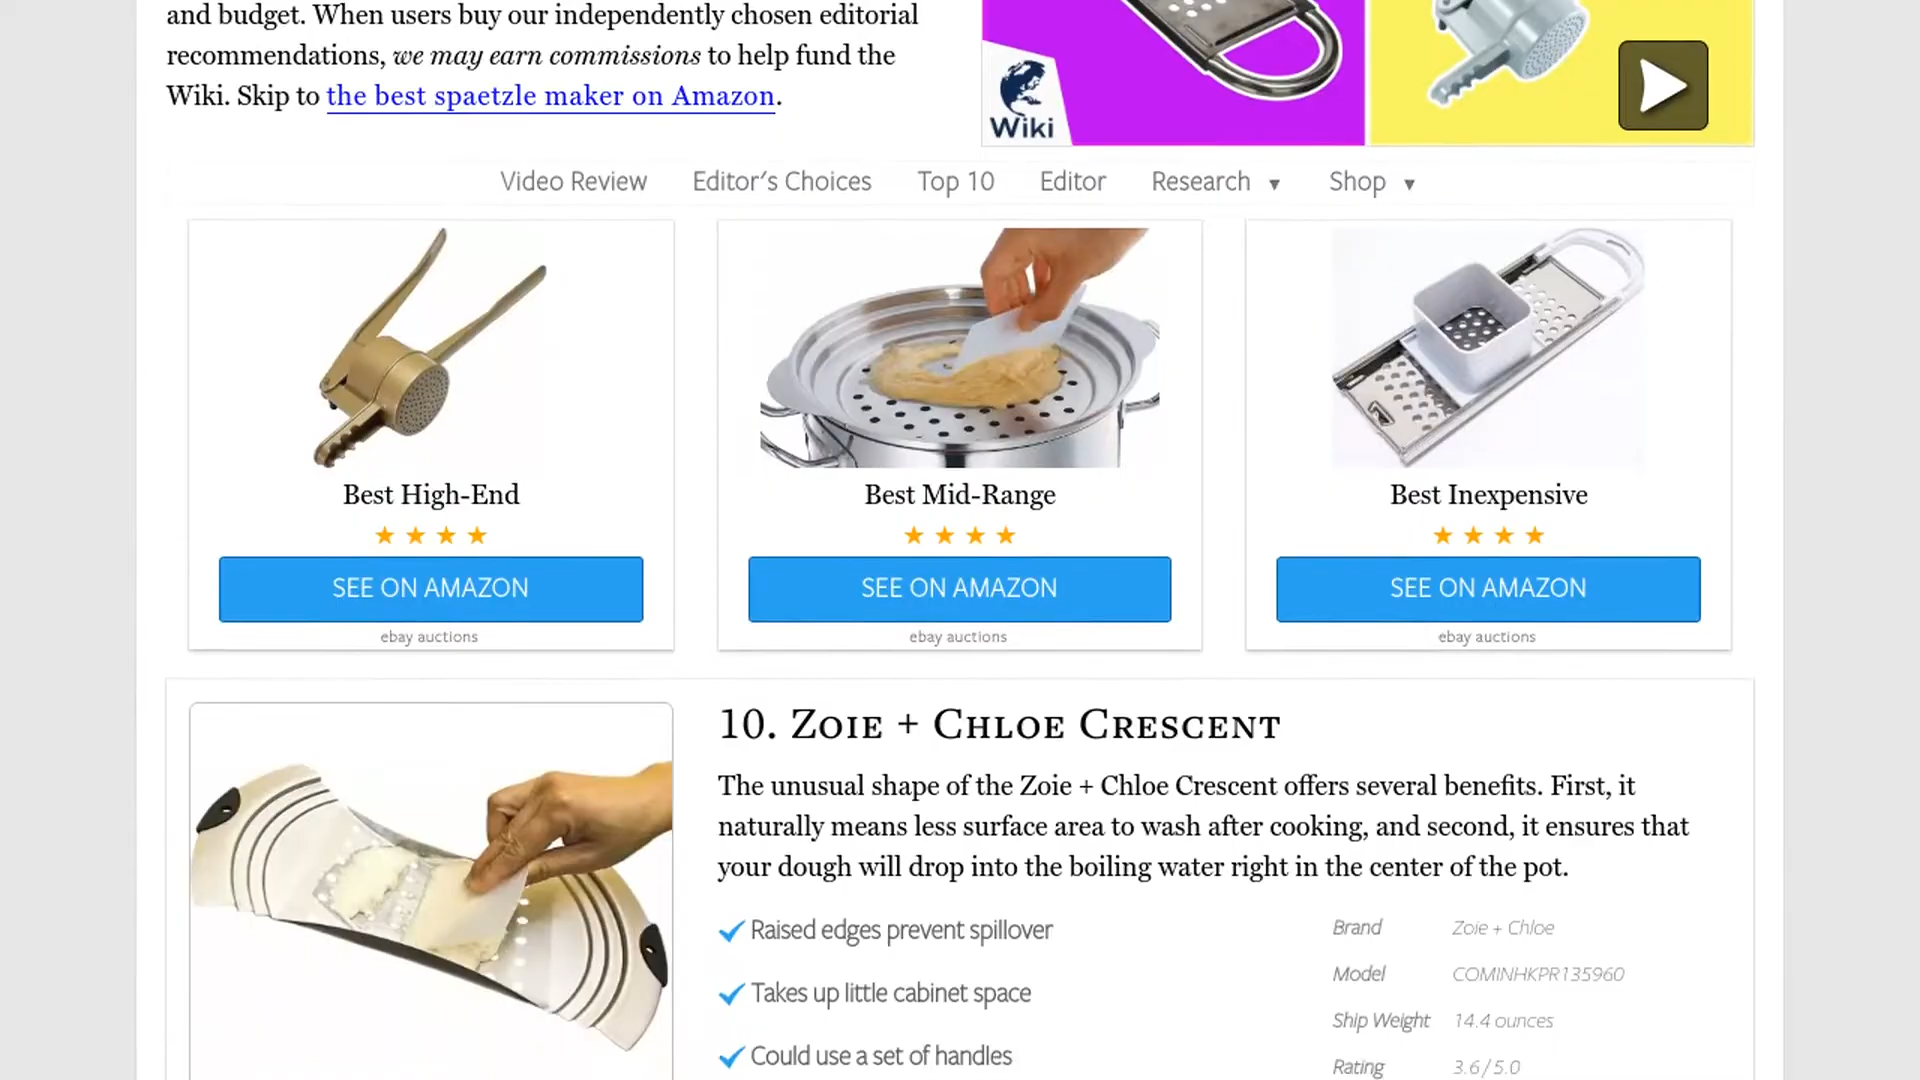 and budget. When users buy our independently chosen editorial
recommendations, we may earn commissions to help fund the
Wiki. Skip to the best spaetzle maker on Amazon.
Wiki
Video Review Editor's Choices Top 10 Editor Research ▼ Shop ▼
Best High-End
★ ★ ★ ★
SEE ON AMAZON
ebay auctions
Best Mid-Range
★ ★ ★ ★
SEE ON AMAZON
ebay auctions
Best Inexpensive
★ ★ ★ ★
SEE ON AMAZON
ebay auctions
10. Zoie + Chloe Crescent
The unusual shape of the Zoie + Chloe Crescent offers several benefits. First, it
naturally means less surface area to wash after cooking, and second, it ensures that
your dough will drop into the boiling water right in the center of the pot.
Raised edges prevent spillover
Takes up little cabinet space
Could use a set of handles
Brand Zoie + Chloe
Model COMINHKPR135960
Ship Weight 14.4 ounces
Rating 3.6 / 5.0